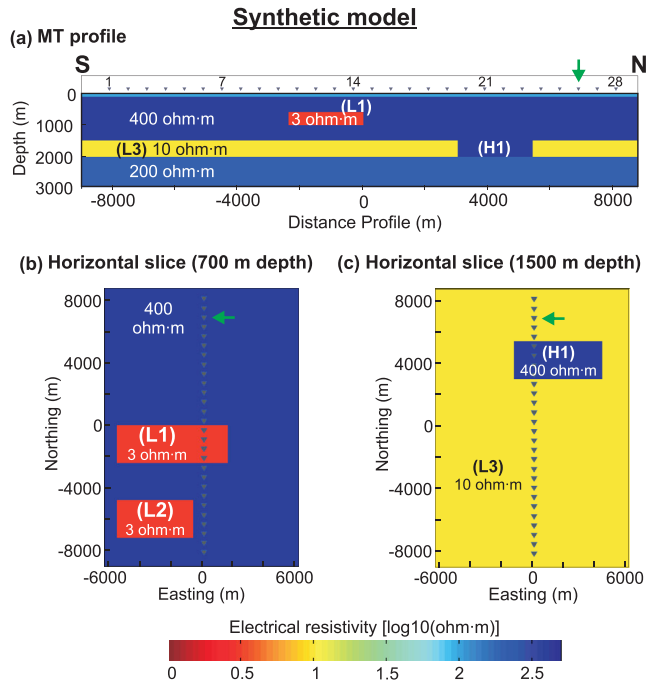 Synthetic model
(a) MT profile
S
N
1 7 14 21 28
0
1000
2000
3000
Depth (m)
400 ohm·m
(L1)
3 ohm·m
(L3) 10 ohm·m
(H1)
200 ohm·m
-8000 -4000 0 4000 8000
Distance Profile (m)
(b) Horizontal slice (700 m depth)
8000
4000
0
-4000
-8000
Northing (m)
400
ohm·m
(L1)
3 ohm·m
(L2)
3 ohm·m
-6000 0 6000
Easting (m)
(c) Horizontal slice (1500 m depth)
8000
4000
0
-4000
-8000
Northing (m)
(H1)
400 ohm·m
(L3)
10 ohm·m
-6000 0 6000
Easting (m)
Electrical resistivity [log10(ohm·m)]
0 0.5 1 1.5 2 2.5